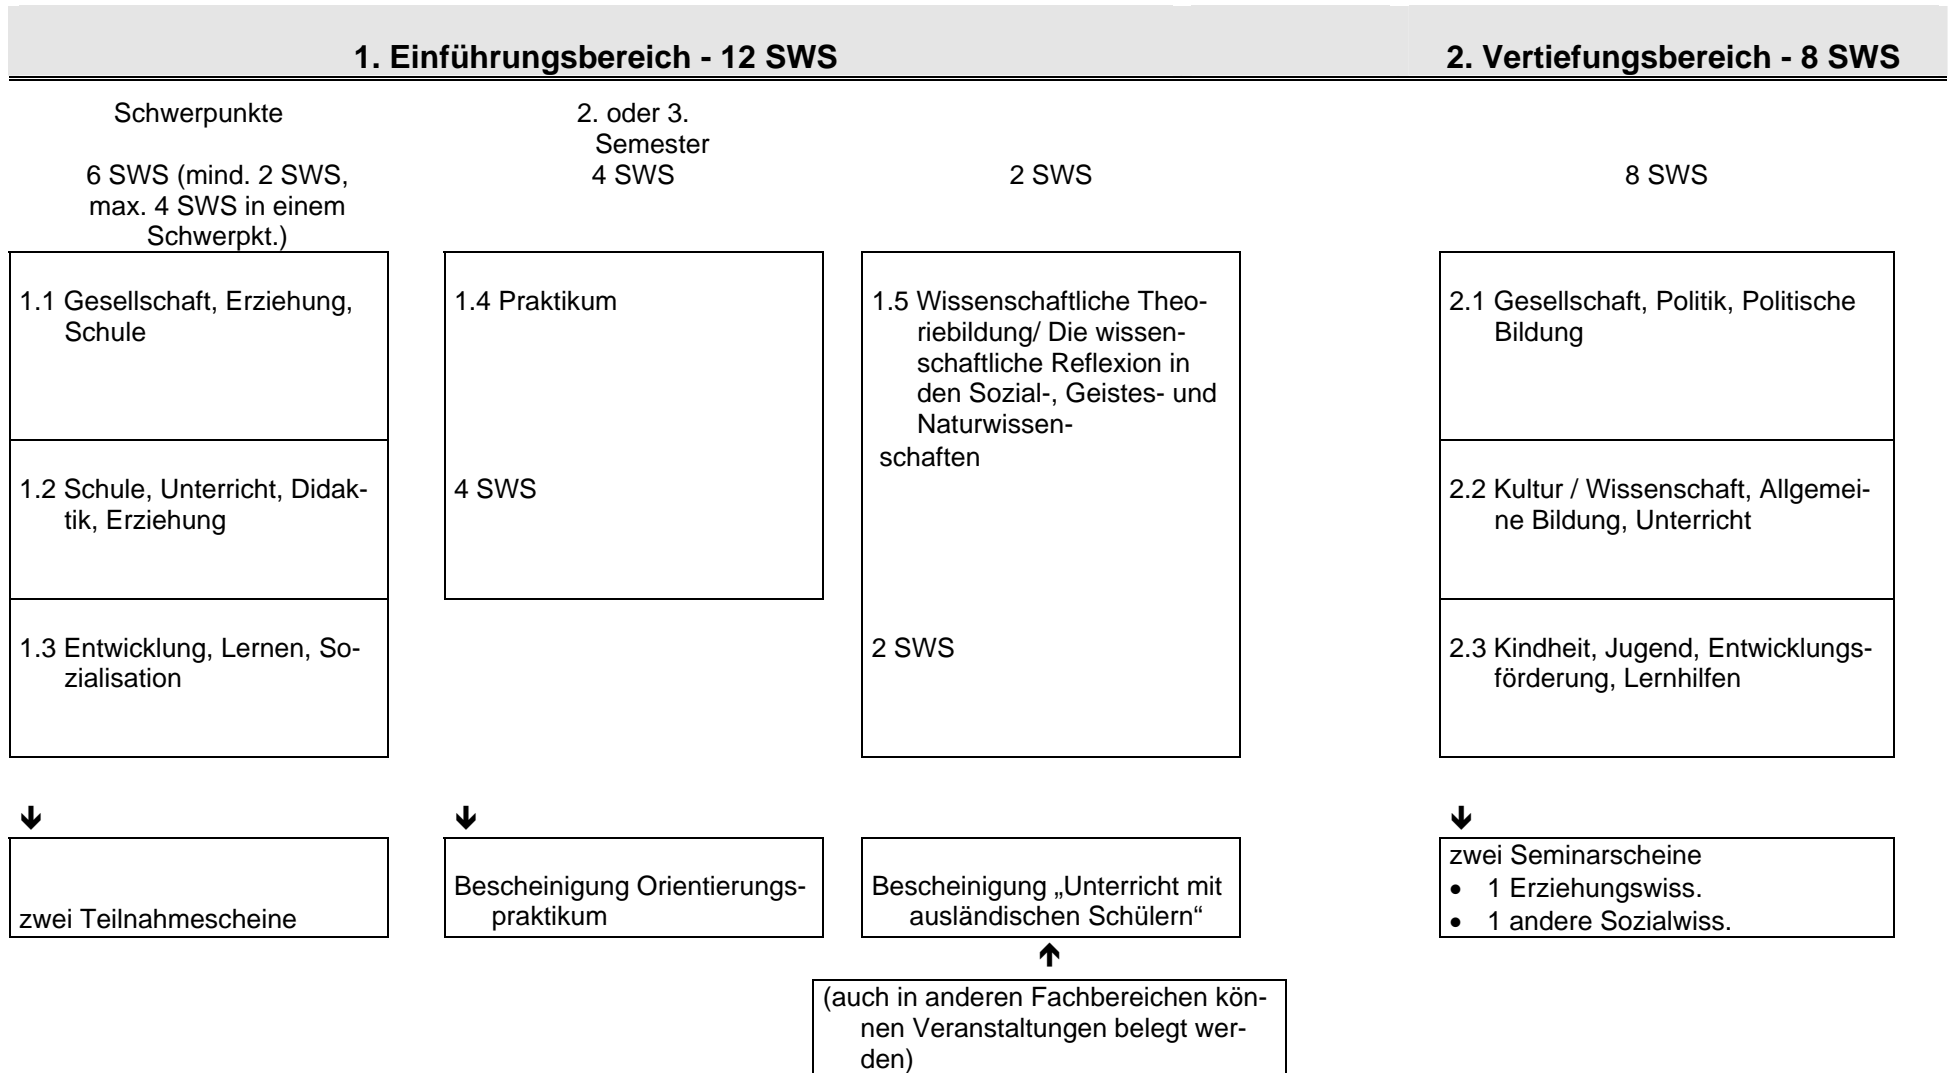 1. Einführungsbereich - 12 SWS
2. Vertiefungsbereich - 8 SWS
Schwerpunkte
6 SWS (mind. 2 SWS,
max. 4 SWS in einem
Schwerpkt.)
2. oder 3.
Semester
4 SWS
2 SWS
8 SWS
1.1 Gesellschaft, Erziehung,
Schule
1.2 Schule, Unterricht, Didak-
tik, Erziehung
1.3 Entwicklung, Lernen, So-
zialisation
1.4 Praktikum
4 SWS
1.5 Wissenschaftliche Theo-
riebildung/ Die wissen-
schaftliche Reflexion in
den Sozial-, Geistes- und
Naturwissen-
schaften
2 SWS
2.1 Gesellschaft, Politik, Politische
Bildung
2.2 Kultur / Wissenschaft, Allgemei-
ne Bildung, Unterricht
2.3 Kindheit, Jugend, Entwicklungs-
förderung, Lernhilfen
zwei Teilnahmescheine
Bescheinigung Orientierungs-
praktikum
Bescheinigung „Unterricht mit
ausländischen Schülern“
zwei Seminarscheine
• 1 Erziehungswiss.
• 1 andere Sozialwiss.
(auch in anderen Fachbereichen kön-
nen Veranstaltungen belegt wer-
den)